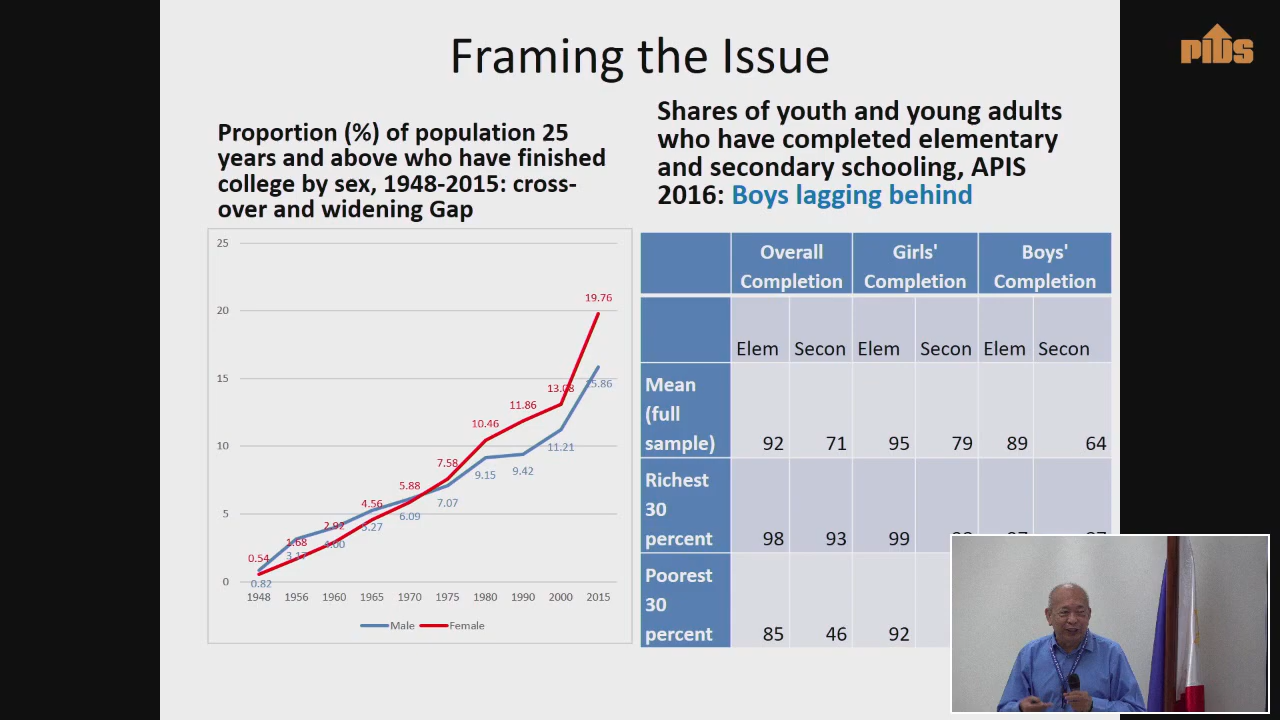 Framing the Issue
PIDS
Proportion (%) of population 25
years and above who have finished
college by sex, 1948-2015: cross-
over and widening Gap
25
20
15
10
5
0
0.54
1.68
2.92
4.56
5.88
7.58
10.46
11.86
13.08
19.76
0.82
3.17
4.00
5.27
6.09
7.07
9.15
9.42
11.21
15.86
1948 1956 1960 1965 1970 1975 1980 1990 2000 2015
Male Female
Shares of youth and young adults
who have completed elementary
and secondary schooling, APIS
2016: Boys lagging behind
Overall Completion Girls' Completion Boys' Completion
Elem Secon Elem Secon Elem Secon
Mean (full sample) 92 71 95 79 89 64
Richest 30 percent 98 93 99
Poorest 30 percent 85 46 92